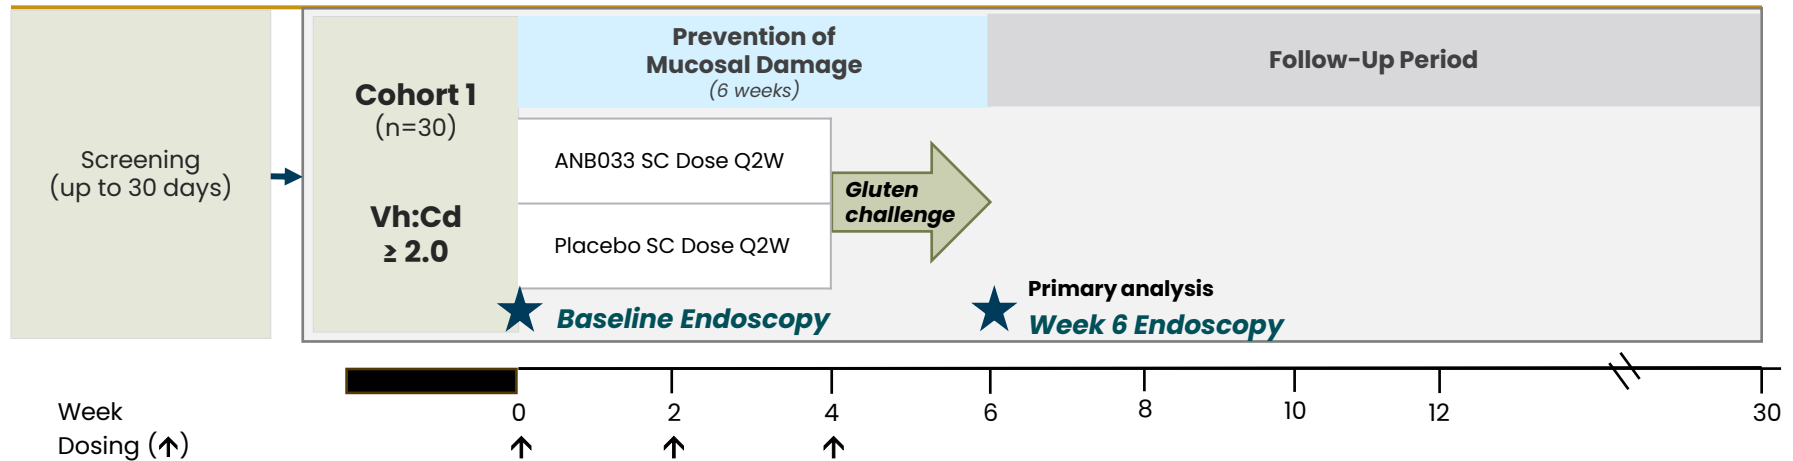 Screening
(up to 30 days)
Cohort 1
(n=30)
Vh:Cd
≥ 2.0
Prevention of
Mucosal Damage
(6 weeks)
Follow-Up Period
ANB033 SC Dose Q2W
Placebo SC Dose Q2W
Gluten
challenge
Baseline Endoscopy
Primary analysis
Week 6 Endoscopy
Week 0 2 4 6 8 10 12 30
Dosing (↑) ↑ ↑ ↑